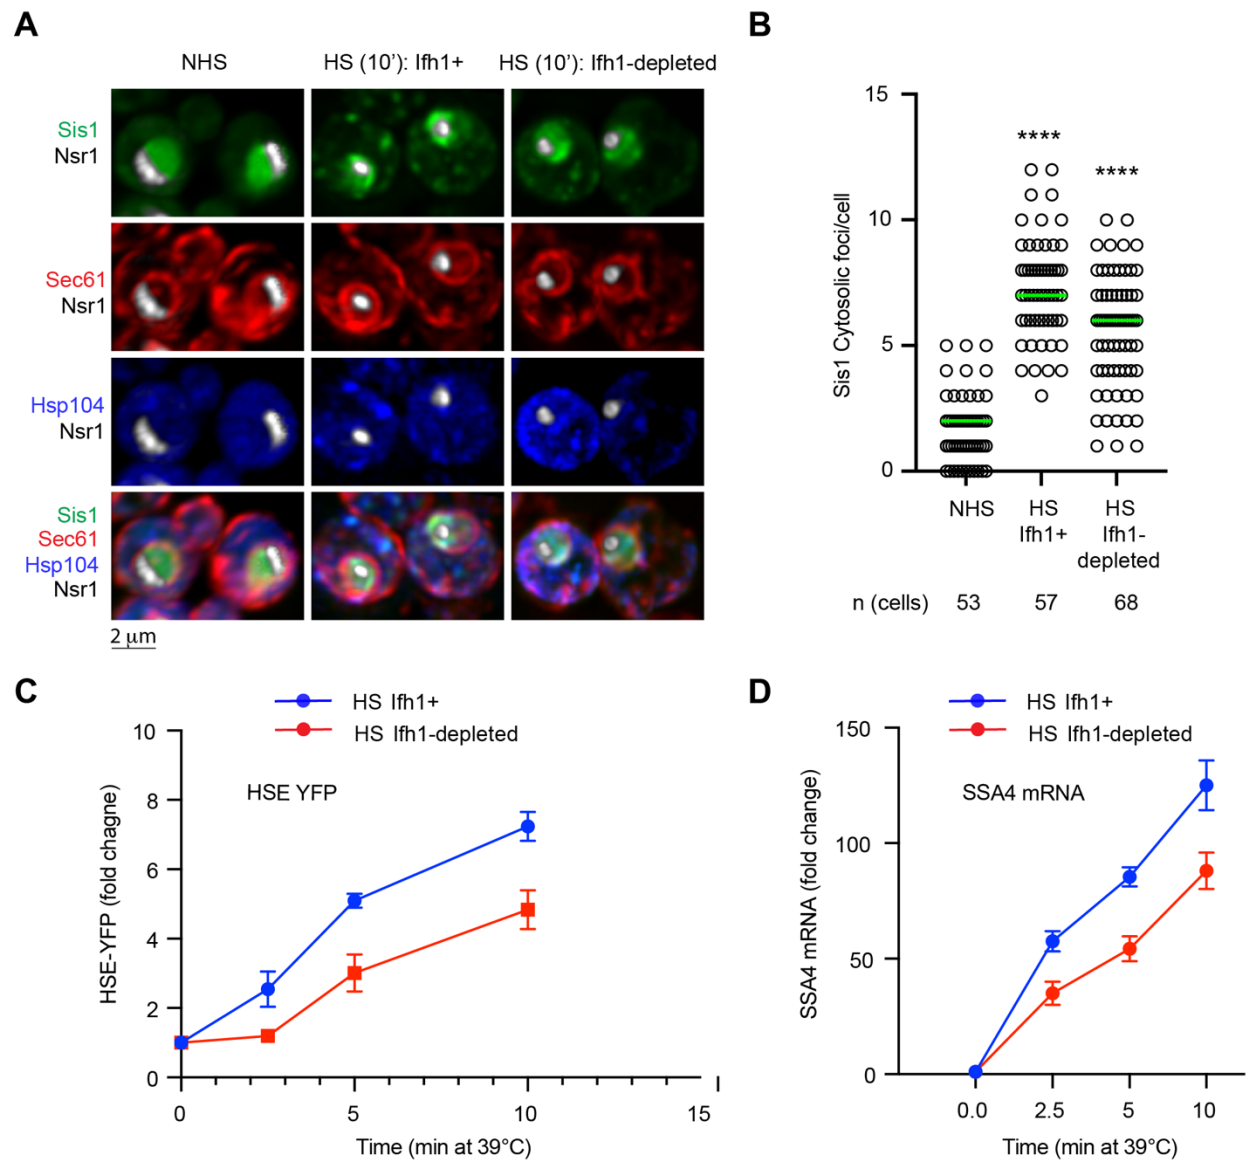 A
NHS
HS (10’): Ifh1+
HS (10’): Ifh1-depleted
Sis1
Nsr1
Sec61
Nsr1
Hsp104
Nsr1
Sis1
Sec61
Hsp104
Nsr1
2 μm
B
Sis1 Cytosolic foci/cell
15
10
5
0
****
****
NHS
HS
Ifh1+
HS
Ifh1-
depleted
n (cells) 53 57 68
C
HS Ifh1+
HS Ifh1-depleted
HSE YFP
HSE-YFP (fold chagne)
10
8
6
4
2
0
0 5 10 15
Time (min at 39°C)
D
HS Ifh1+
HS Ifh1-depleted
SSA4 mRNA
SSA4 mRNA (fold change)
150
100
50
0
0.0 2.5 5 10
Time (min at 39°C)